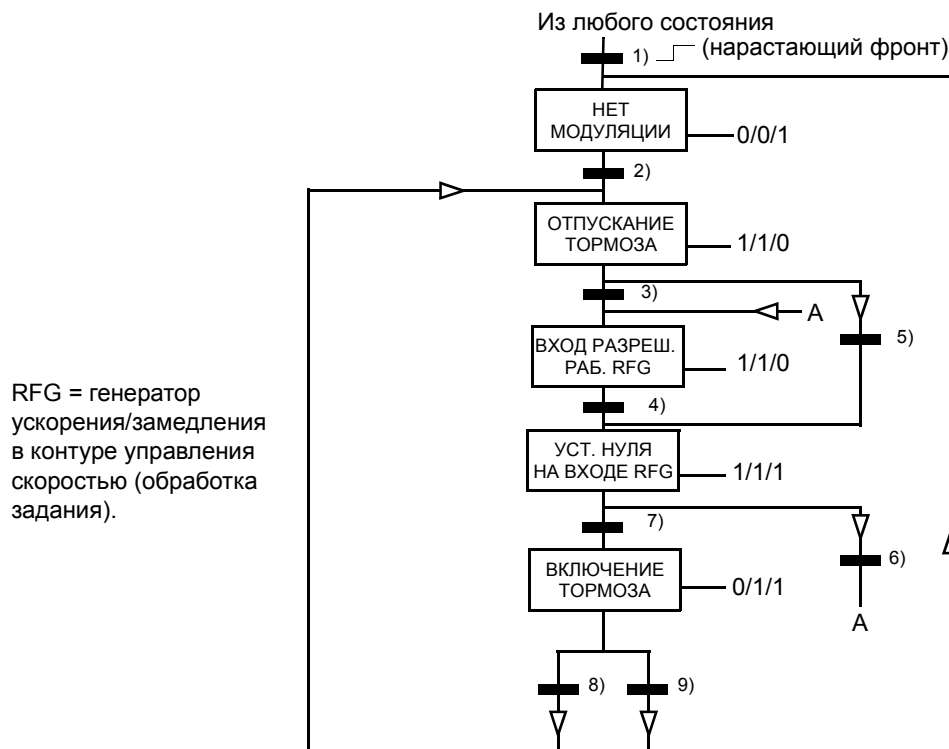 Из любого состояния
1) (нарастающий фронт)
НЕТ
МОДУЛЯЦИИ
0/0/1
2)
ОТПУСКАНИЕ
ТОРМОЗА
1/1/0
3)
A
5)
ВХОД РАЗРЕШ.
РАБ. RFG
1/1/0
RFG = генератор
ускорения/замедления
в контуре управления
скоростью (обработка
задания).
4)
УСТ. НУЛЯ
НА ВХОДЕ RFG
1/1/1
7)
6)
ВКЛЮЧЕНИЕ
ТОРМОЗА
0/1/1
A
8)
9)